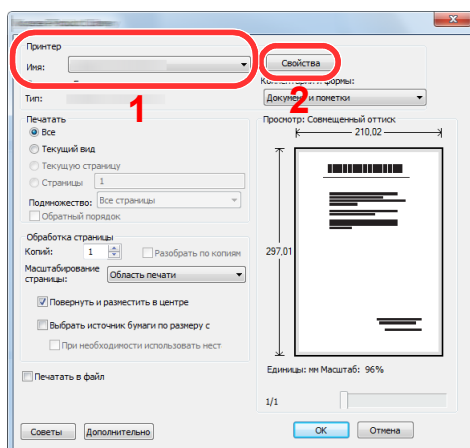 Принтер
Имя:
Свойства
Тип:
1
2
Документ и пометки
Печатать
Все
Текущий вид
Текущую страницу
Страницы 1
Подмножество: Все страницы
Обратный порядок
Просмотр: Совмещенный оттиск
210,02
297,01
Обработка страницы
Копий: 1 Разобрать по копиям
Масштабирование
страницы: Область печати
Повернуть и разместить в центре
Выбрать источник бумаги по размеру с
При необходимости использовать нест
Единицы: мм Масштаб: 96%
Печатать в файл
1/1
Советы Дополнительно
OK Отмена